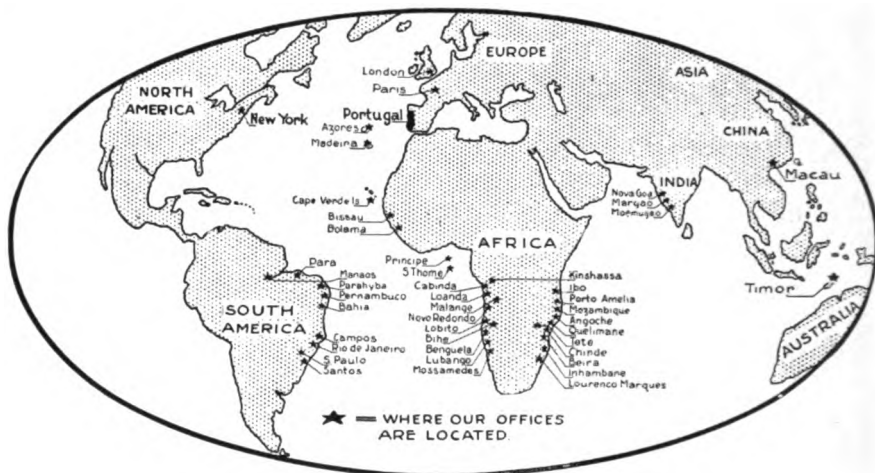 EUROPE
ASIA
London
Paris
NORTH
AMERICA
New York
Portugal
Azores
Madeira
CHINA
Macau
INDIA
Nova Goa
Margao
Mormugao
Cape Verde Is
Bissau
Bolama
AFRICA
Principe
S Thome
Kinshassa
Cabinda
Loanda
Malange
Novo Redondo
Lobito
Bihe
Benguela
Lubango
Mossamedes
Ibo
Porto Amelia
Mozambique
Angoche
Quelimane
Tete
Chinde
Beira
Inhambane
Lourenco Marques
Timor
AUSTRALIA
Para
Manaos
Parahyba
Pernambuco
Bahia
SOUTH
AMERICA
Campos
Rio de Janeiro
S Paulo
Santos
= WHERE OUR OFFICES
ARE LOCATED.